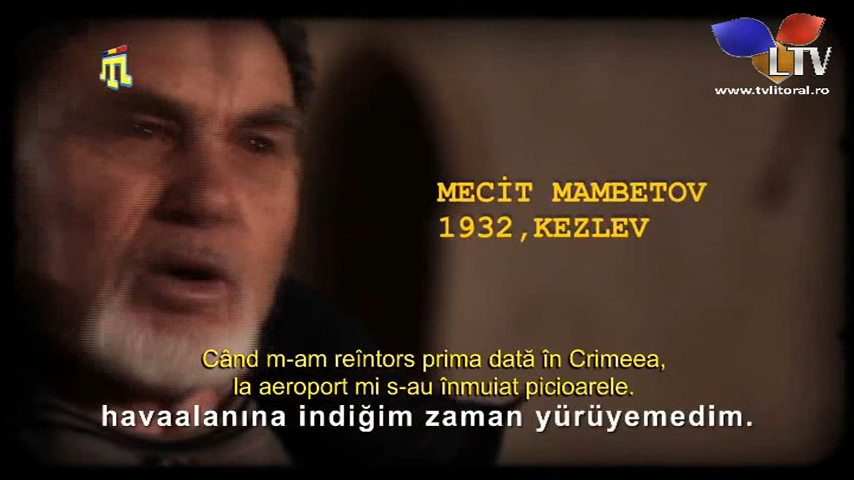 LTV
www.tvlitoral.ro
MECİT MAMBETOV
1932,KEZLEV
Când m-am reîntors prima dată în Crimeea,
la aeroport mi s-au înmuiat picioarele.
havaalanına indiğim zaman yürüyemedim.